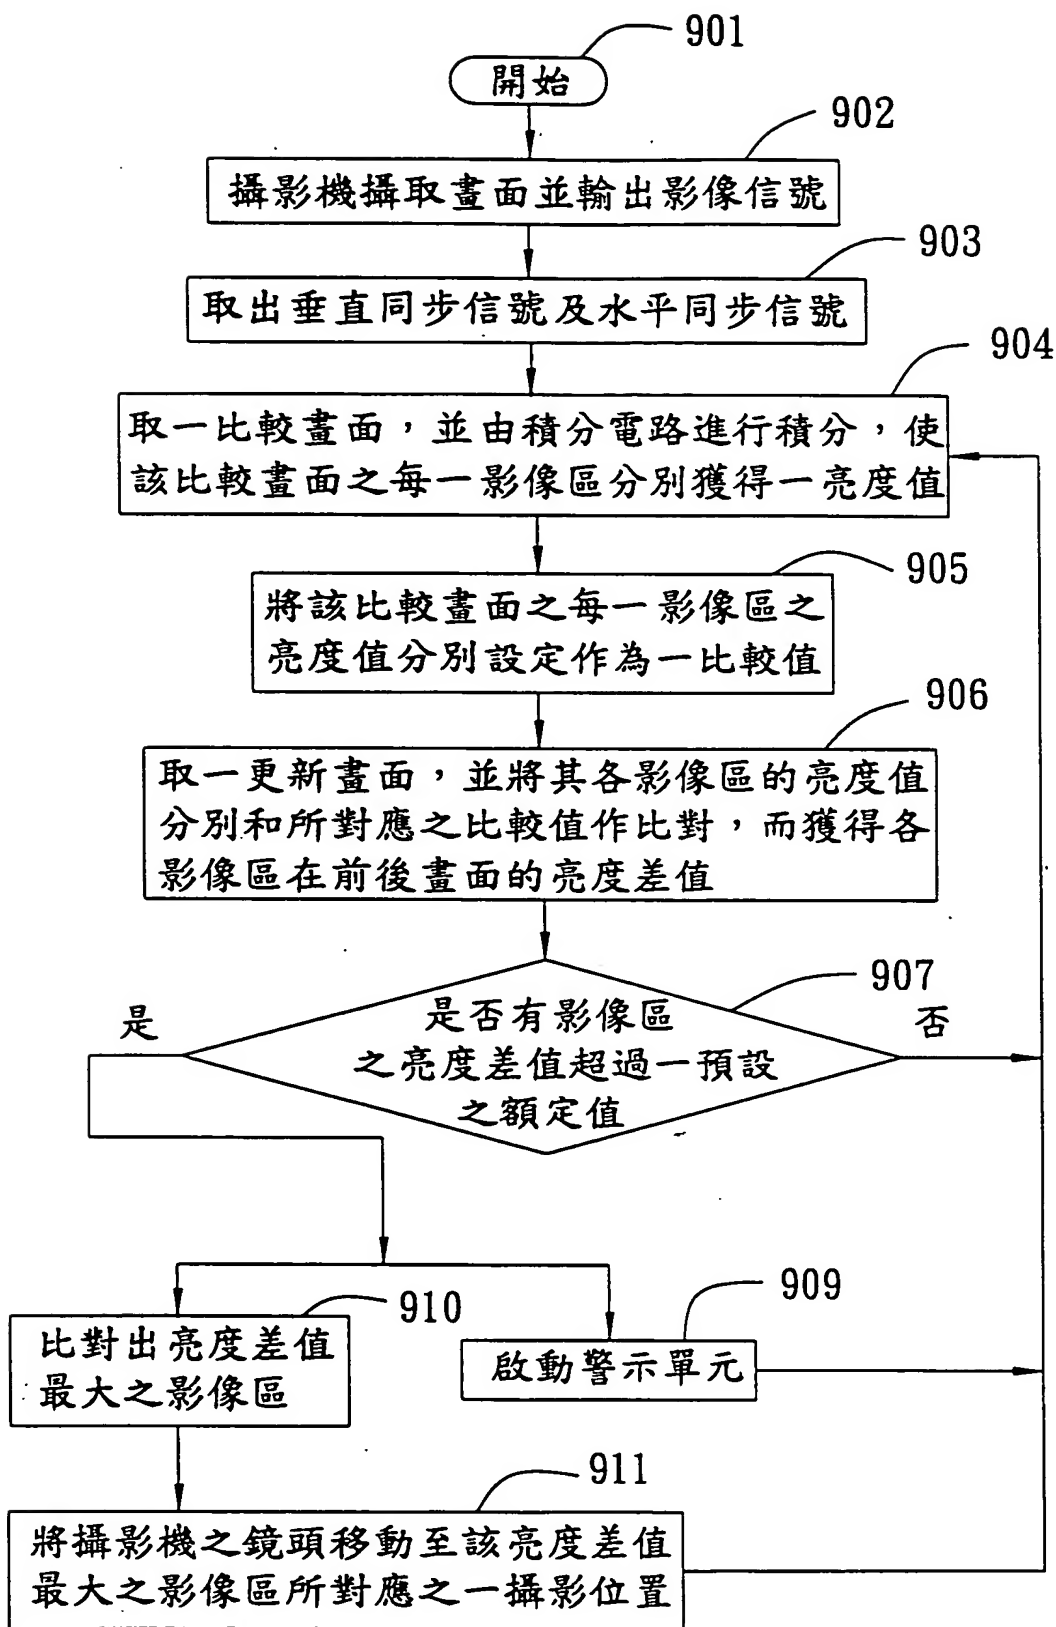 901
開始
902
攝影機攝取畫面並輸出影像信號
903
取出垂直同步信號及水平同步信號
904
取一比較畫面，並由積分電路進行積分，使
該比較畫面之每一影像區分別獲得一亮度值
905
將該比較畫面之每一影像區之
亮度值分別設定作為一比較值
906
取一更新畫面，並將其各影像區的亮度值
分別和所對應之比較值作比對，而獲得各
影像區在前後畫面的亮度差值
907
是
否
是否有影像區
之亮度差值超過一預設
之額定值
910
909
比對出亮度差值
最大之影像區
啟動警示單元
911
將攝影機之鏡頭移動至該亮度差值
最大之影像區所對應之一攝影位置